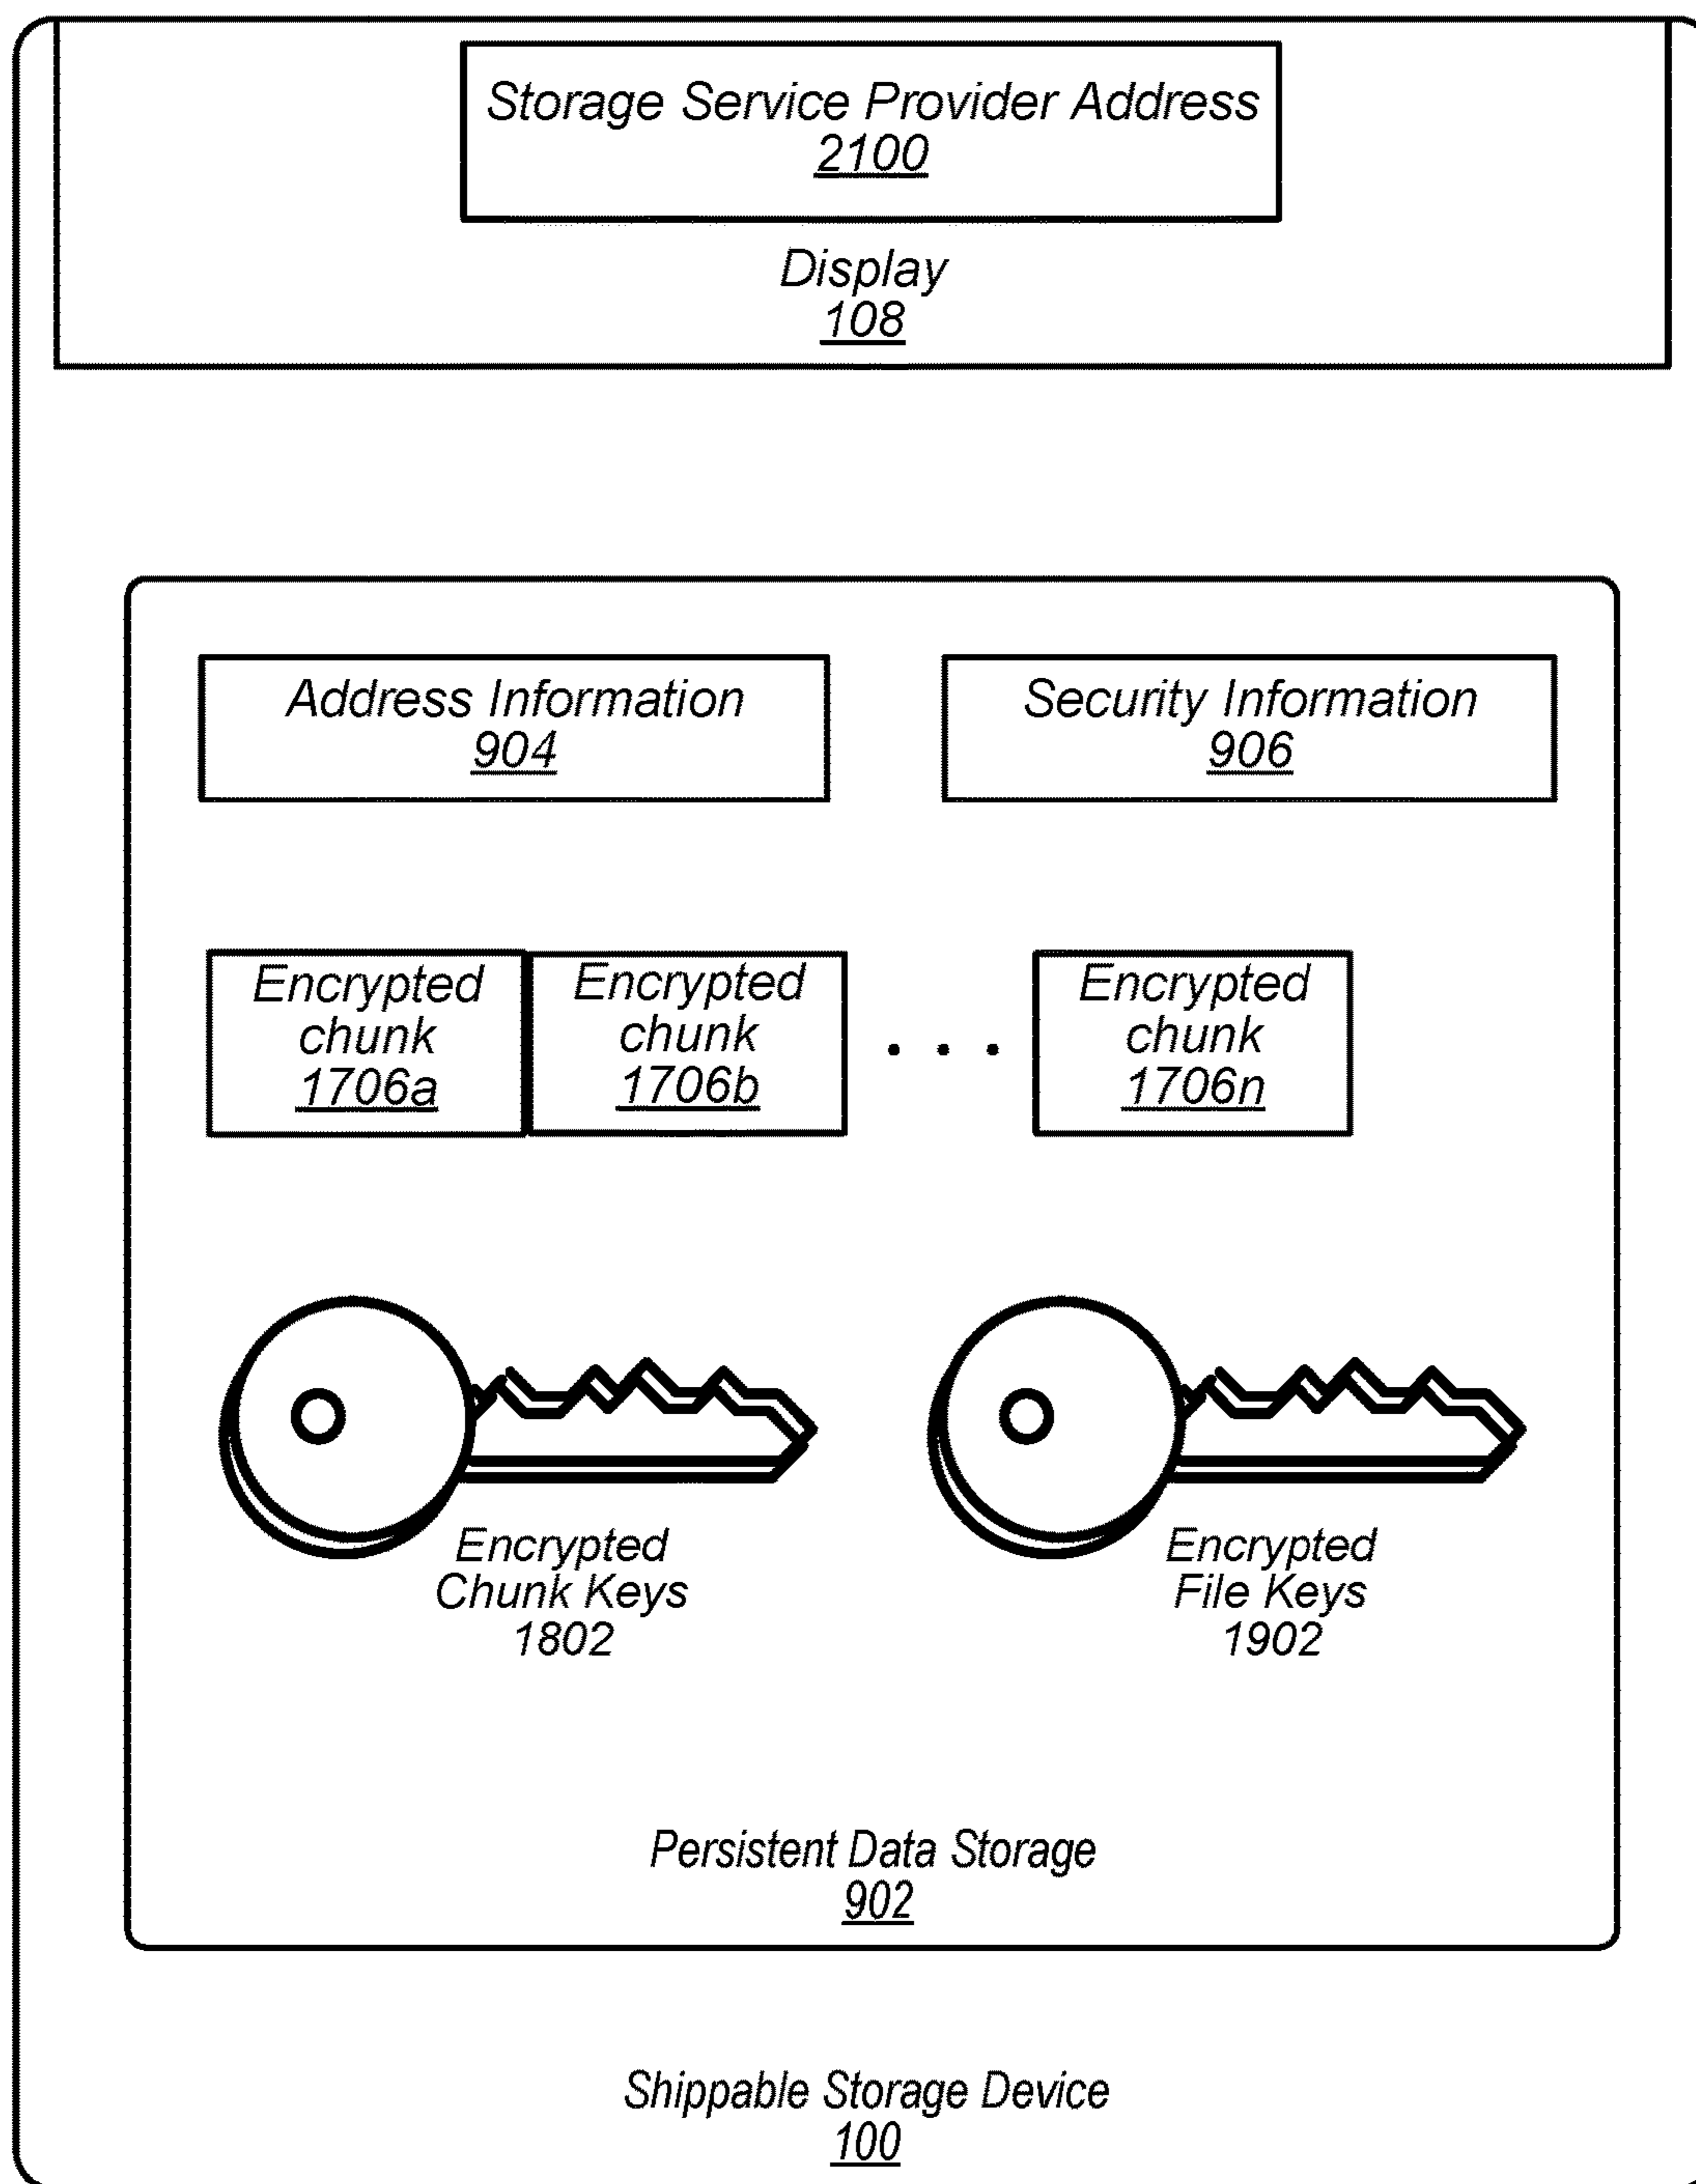 Storage Service Provider Address
2100
Display
108
Address Information
904
Security Information
906
Encrypted
chunk
1706a
Encrypted
chunk
1706b
. . .
Encrypted
chunk
1706n
Encrypted
Chunk Keys
1802
Encrypted
File Keys
1902
Persistent Data Storage
902
Shippable Storage Device
100